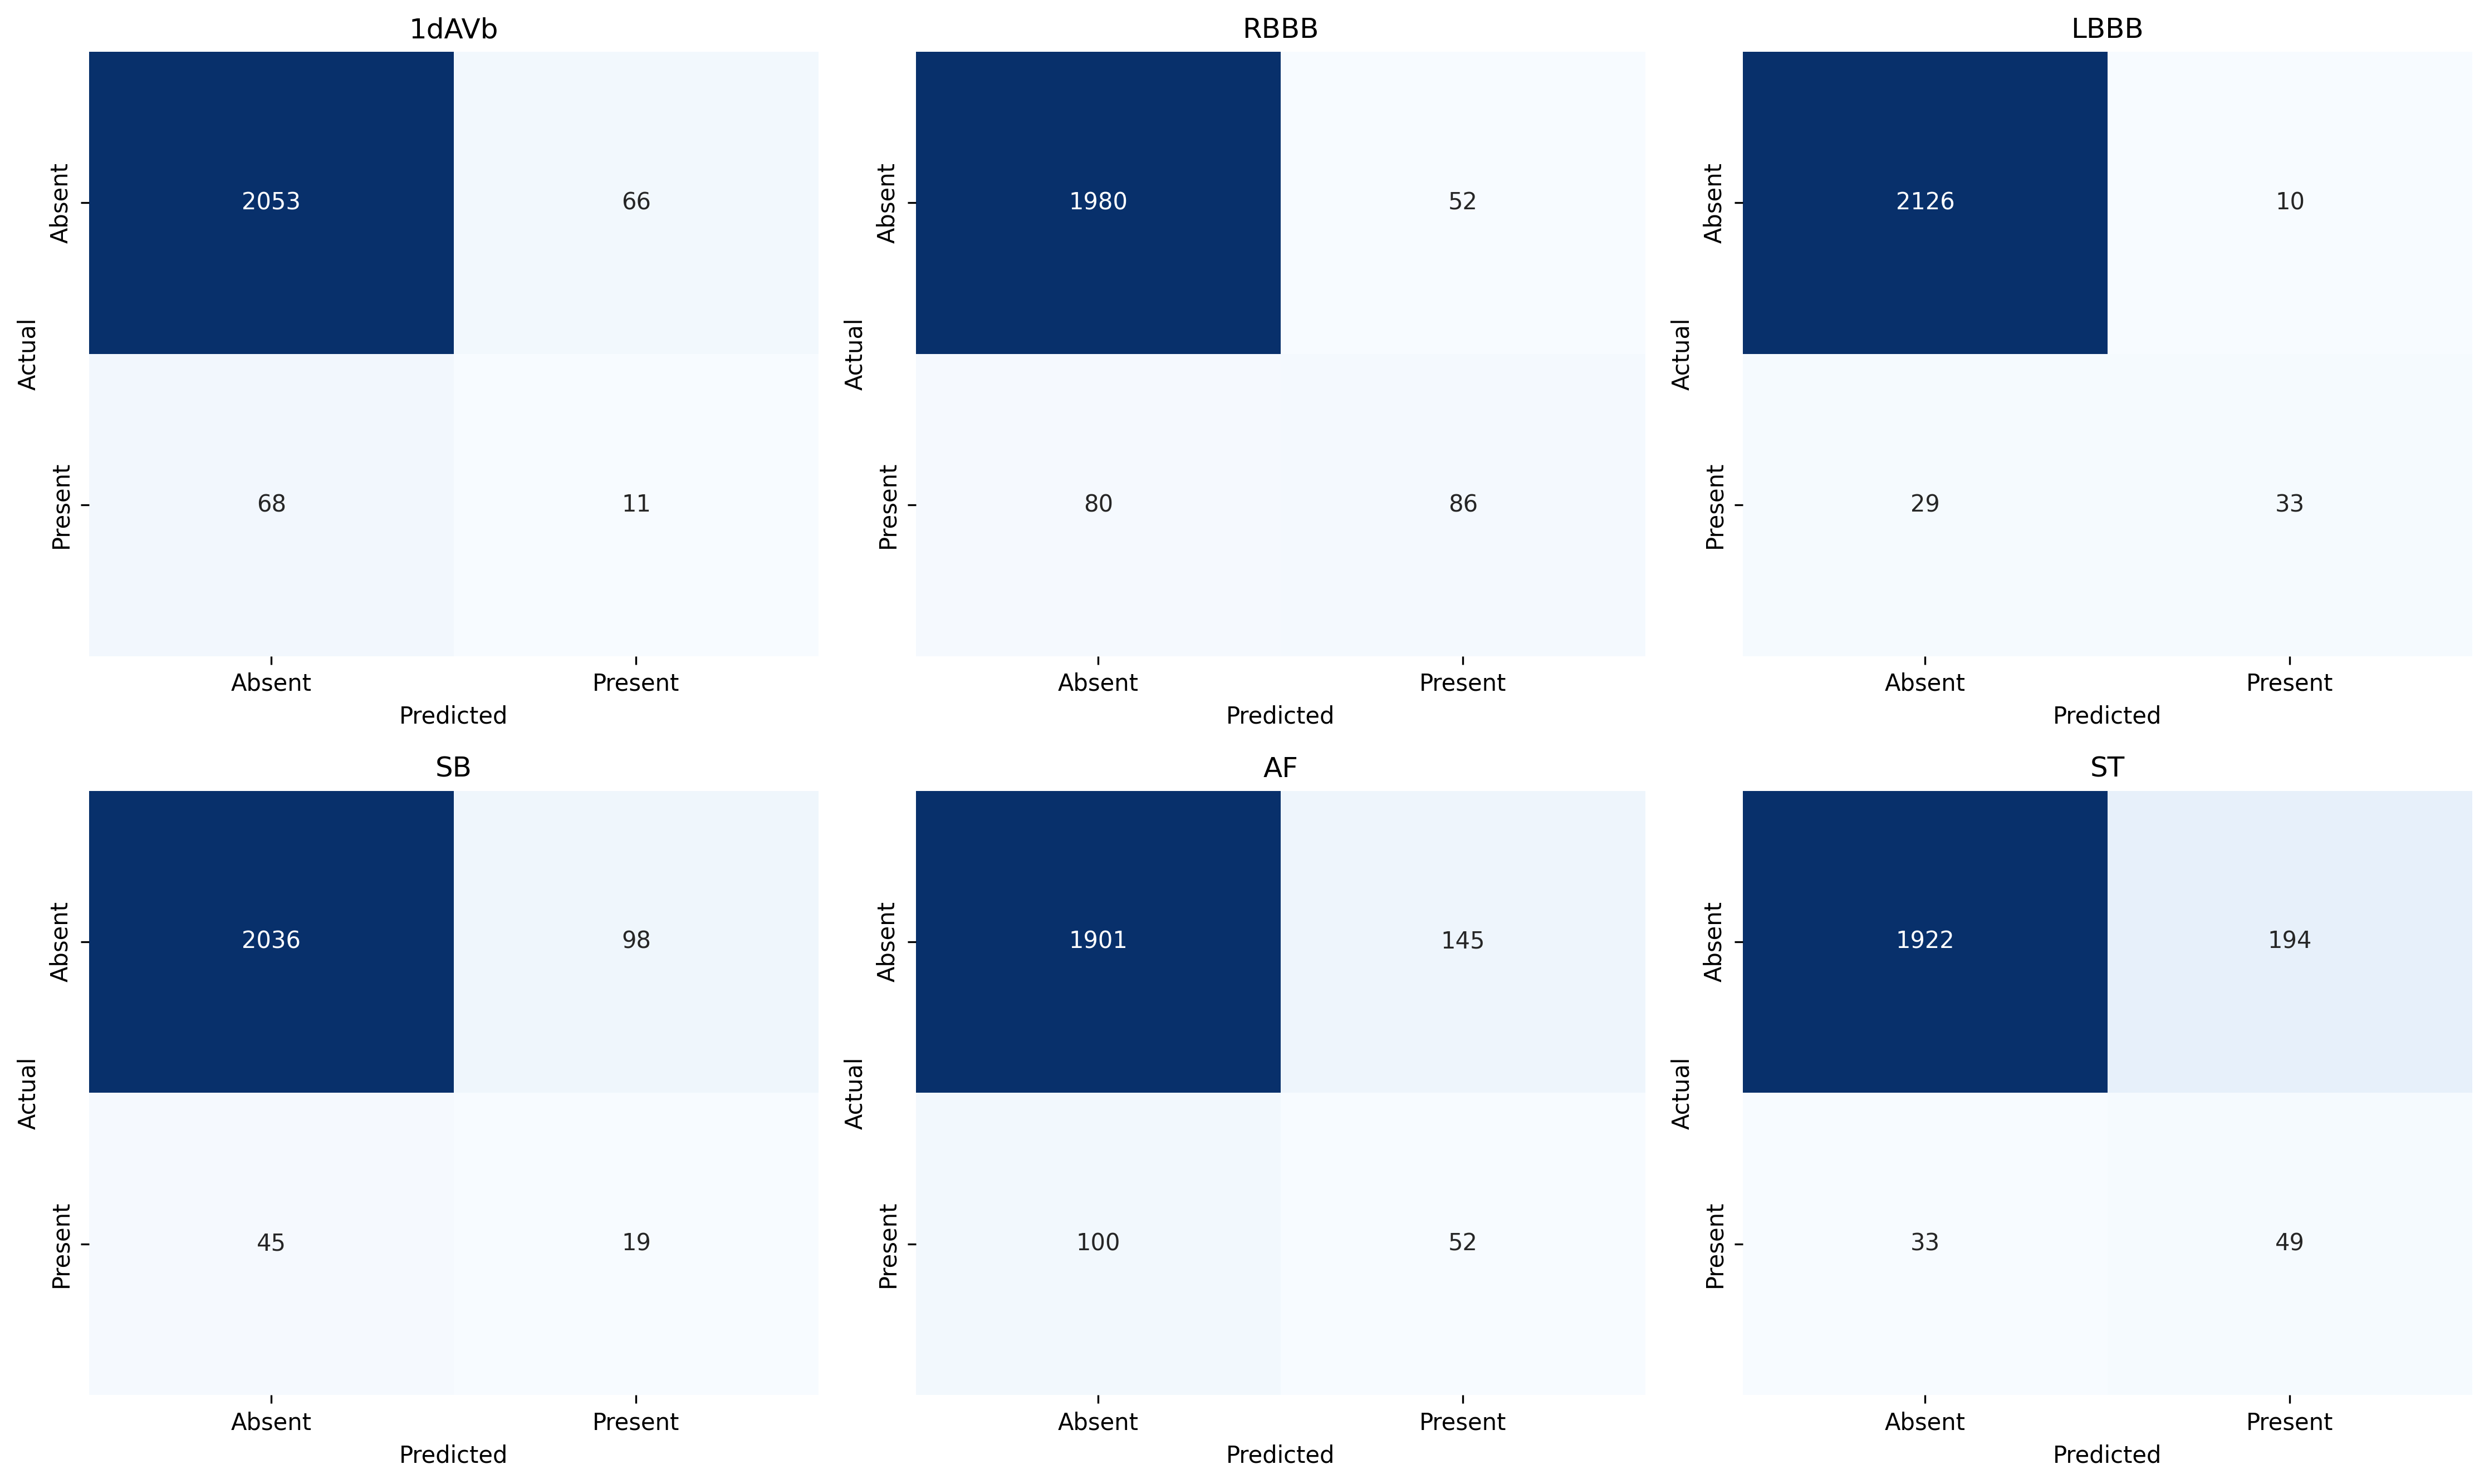 1dAVb
Actual
Absent
Present
2053
66
68
11
Absent
Present
Predicted
RBBB
Actual
Absent
Present
1980
52
80
86
Absent
Present
Predicted
LBBB
Actual
Absent
Present
2126
10
29
33
Absent
Present
Predicted
SB
Actual
Absent
Present
2036
98
45
19
Absent
Present
Predicted
AF
Actual
Absent
Present
1901
145
100
52
Absent
Present
Predicted
ST
Actual
Absent
Present
1922
194
33
49
Absent
Present
Predicted